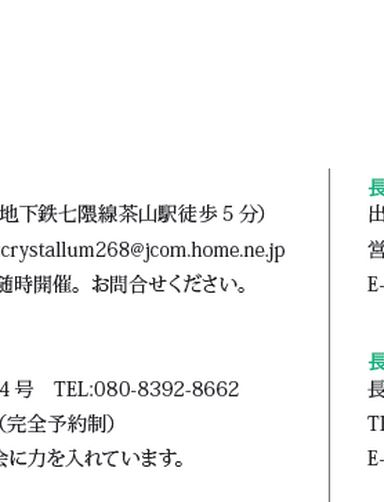 地下鉄七隈線茶山駅徒歩5分）
crystallum268@jcom.home.ne.jp
随時開催。お問合せください。
4号　TEL:080-8392-8662
（完全予約制）
会に力を入れています。
長
出
営
E-
長
長
TE
E-